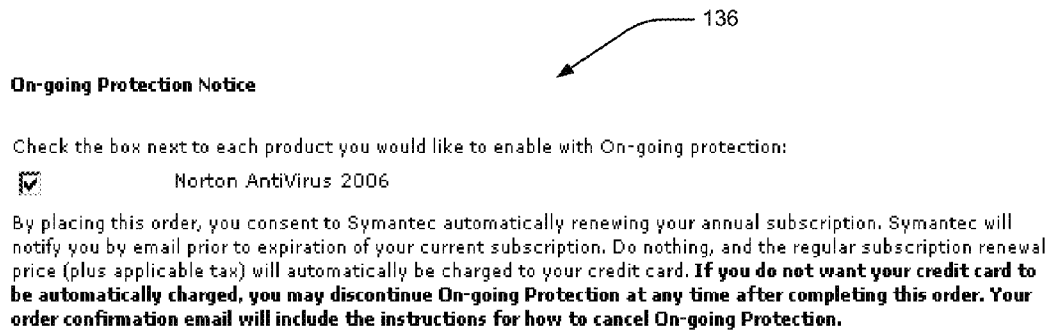 136
On-going Protection Notice
Check the box next to each product you would like to enable with On-going protection:
Norton AntiVirus 2006
By placing this order, you consent to Symantec automatically renewing your annual subscription. Symantec will
notify you by email prior to expiration of your current subscription. Do nothing, and the regular subscription renewal
price (plus applicable tax) will automatically be charged to your credit card. If you do not want your credit card to
be automatically charged, you may discontinue On-going Protection at any time after completing this order. Your
order confirmation email will include the instructions for how to cancel On-going Protection.